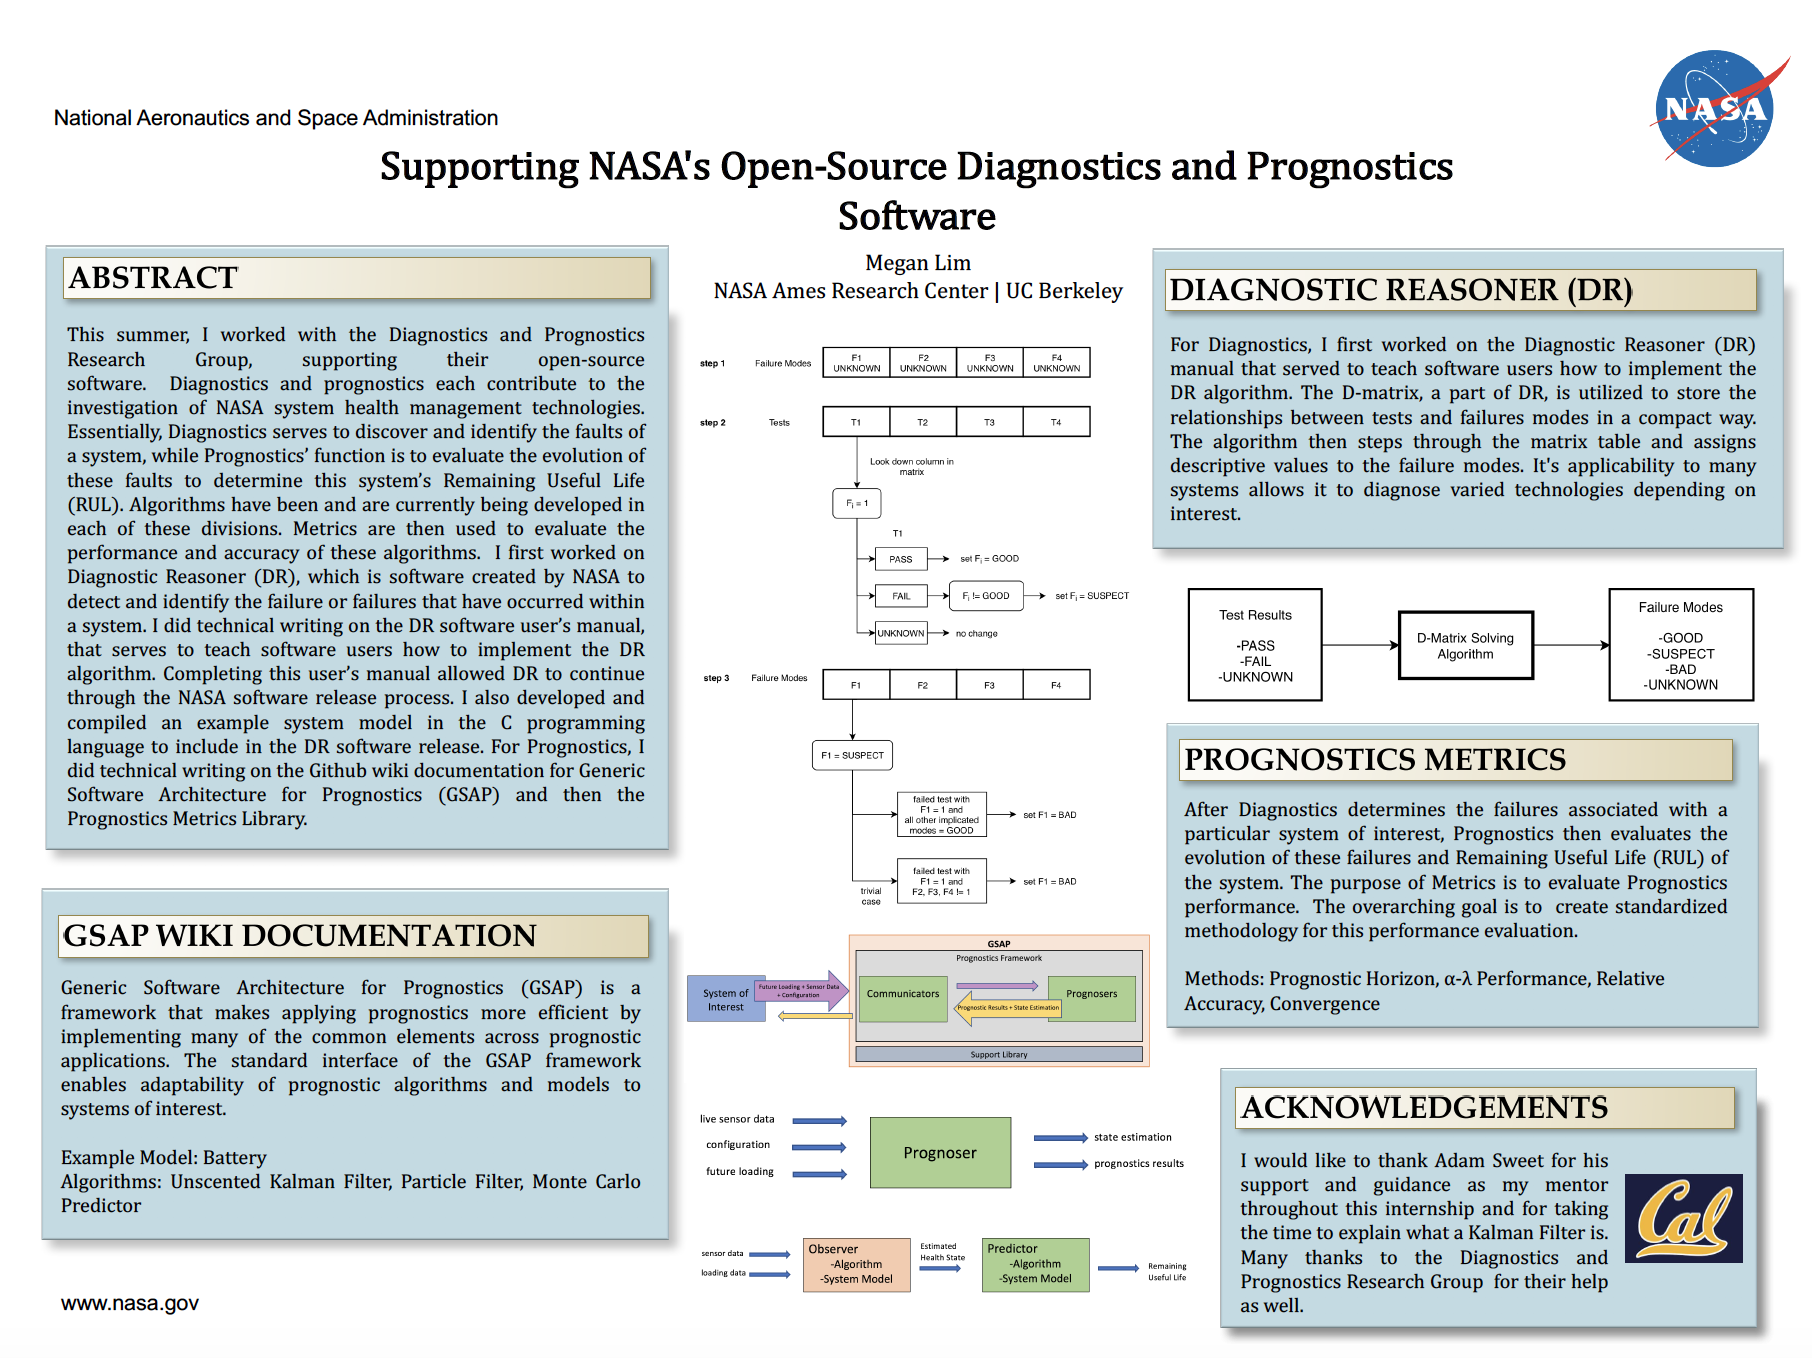 National Aeronautics and Space Administration
NASA
Supporting NASA's Open-Source Diagnostics and Prognostics
Software
Megan Lim
NASA Ames Research Center | UC Berkeley
ABSTRACT
This summer, I worked with the Diagnostics and Prognostics
Research Group, supporting their open-source
software. Diagnostics and prognostics each contribute to the
investigation of NASA system health management technologies.
Essentially, Diagnostics serves to discover and identify the faults of
a system, while Prognostics’ function is to evaluate the evolution of
these faults to determine this system’s Remaining Useful Life
(RUL). Algorithms have been and are currently being developed in
each of these divisions. Metrics are then used to evaluate the
performance and accuracy of these algorithms. I first worked on
Diagnostic Reasoner (DR), which is software created by NASA to
detect and identify the failure or failures that have occurred within
a system. I did technical writing on the DR software user’s manual,
that serves to teach software users how to implement the DR
algorithm. Completing this user’s manual allowed DR to continue
through the NASA software release process. I also developed and
compiled an example system model in the C programming
language to include in the DR software release. For Prognostics, I
did technical writing on the Github wiki documentation for Generic
Software Architecture for Prognostics (GSAP) and then the
Prognostics Metrics Library.
GSAP WIKI DOCUMENTATION
Generic Software Architecture for Prognostics (GSAP) is a
framework that makes applying prognostics more efficient by
implementing many of the common elements across prognostic
applications. The standard interface of the GSAP framework
enables adaptability of prognostic algorithms and models to
systems of interest.
Example Model: Battery
Algorithms: Unscented Kalman Filter, Particle Filter, Monte Carlo
Predictor
www.nasa.gov
step 1 Failure Modes F1 UNKNOWN F2 UNKNOWN F3 UNKNOWN F4 UNKNOWN
step 2 Tests T1 T2 T3 T4
Look down column in
matrix
Fi = 1
T1
PASS set Fi = GOOD
FAIL Fi != GOOD set Fi = SUSPECT
UNKNOWN no change
step 3 Failure Modes F1 F2 F3 F4
F1 = SUSPECT
failed test with
F1 = 1 and
all other implicated
modes = GOOD
set F1 = BAD
trivial
case
failed test with
F1 = 1 and
F2, F3, F4 != 1
set F1 = BAD
GSAP
Prognostics Framework
System of
Interest
Future Loading + Sensor Data
+ Configuration
Communicators
Prognosers
Prognostic Results + State Estimation
Support Library
live sensor data
configuration
future loading
Prognoser
state estimation
prognostics results
sensor data
loading data
Observer
-Algorithm
-System Model
Estimated
Health State
Predictor
-Algorithm
-System Model
Remaining
Useful Life
DIAGNOSTIC REASONER (DR)
For Diagnostics, I first worked on the Diagnostic Reasoner (DR)
manual that served to teach software users how to implement the
DR algorithm. The D-matrix, a part of DR, is utilized to store the
relationships between tests and failures modes in a compact way.
The algorithm then steps through the matrix table and assigns
descriptive values to the failure modes. It's applicability to many
systems allows it to diagnose varied technologies depending on
interest.
Test Results
-PASS
-FAIL
-UNKNOWN
D-Matrix Solving
Algorithm
Failure Modes
-GOOD
-SUSPECT
-BAD
-UNKNOWN
PROGNOSTICS METRICS
After Diagnostics determines the failures associated with a
particular system of interest, Prognostics then evaluates the
evolution of these failures and Remaining Useful Life (RUL) of
the system. The purpose of Metrics is to evaluate Prognostics
performance. The overarching goal is to create standardized
methodology for this performance evaluation.
Methods: Prognostic Horizon, α-λ Performance, Relative
Accuracy, Convergence
ACKNOWLEDGEMENTS
I would like to thank Adam Sweet for his
support and guidance as my mentor
throughout this internship and for taking
the time to explain what a Kalman Filter is.
Many thanks to the Diagnostics and
Prognostics Research Group for their help
as well.
Cal